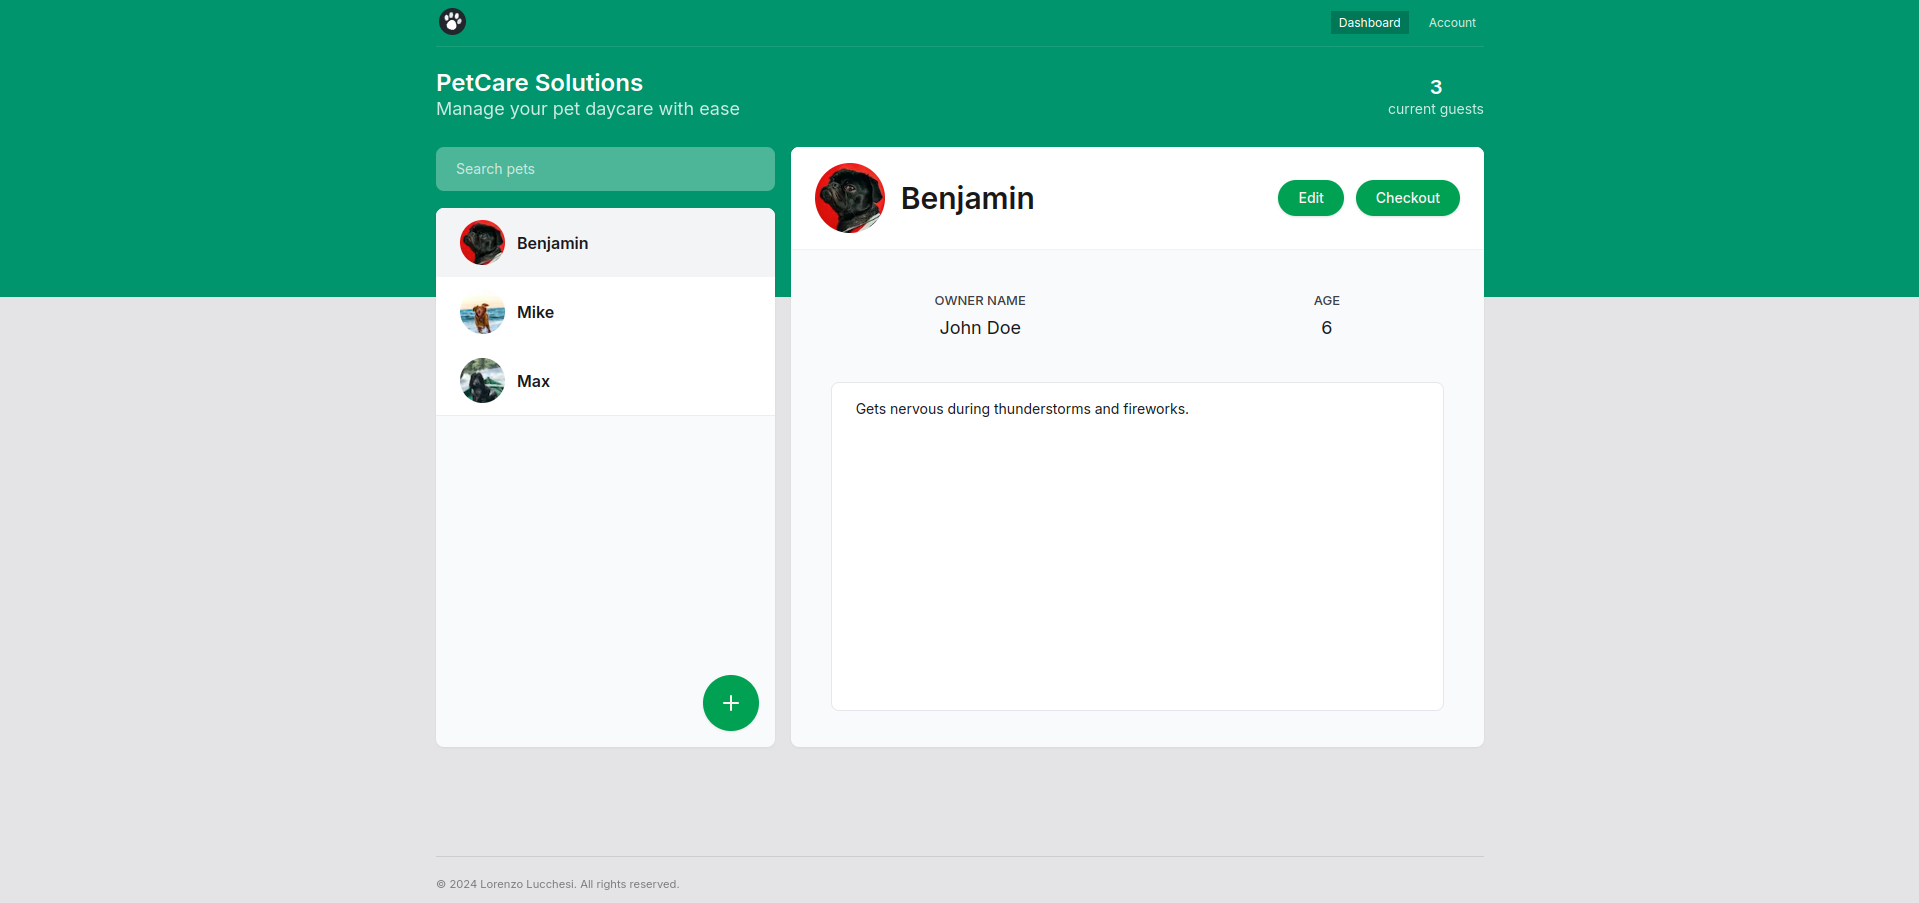 Dashboard Account
PetCare Solutions
Manage your pet daycare with ease
3
current guests
Search pets
Benjamin
Mike
Max
Benjamin
Edit Checkout
OWNER NAME
John Doe
AGE
6
Gets nervous during thunderstorms and fireworks.
© 2024 Lorenzo Lucchesi. All rights reserved.